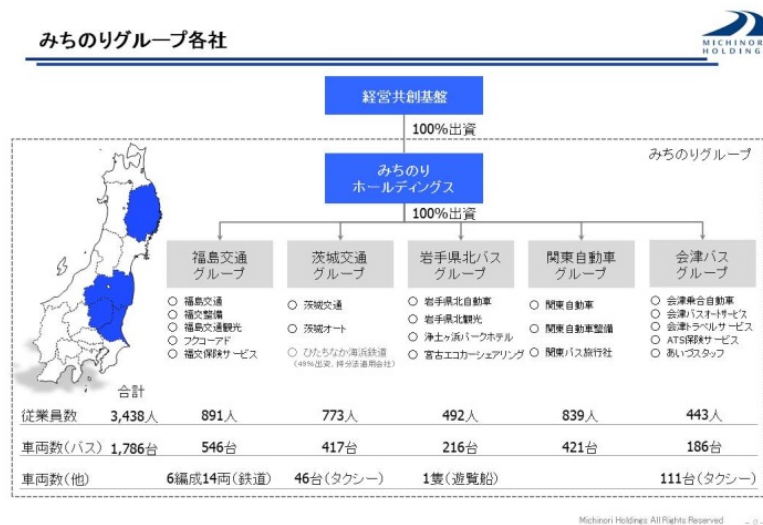 みちのりグループ各社
MICHINORI
HOLDINGS
経営共創基盤
100%出資
みちのりグループ
みちのり
ホールディングス
100%出資
福島交通
グループ
○ 福島交通
○ 福交整備
○ 福島交通観光
○ フクコーアド
○ 福交保険サービス
茨城交通
グループ
○ 茨城交通
○ 茨城オート
○ ひたちなか海浜鉄道
(49%出資、持分法適用会社)
岩手県北バス
グループ
○ 岩手県北自動車
○ 岩手県北観光
○ 浄土ヶ浜パークホテル
○ 宮古エコカーシェアリング
関東自動車
グループ
○ 関東自動車
○ 関東自動車整備
○ 関東バス旅行社
会津バス
グループ
○ 会津乗合自動車
○ 会津バスオートサービス
○ 会津トラベルサービス
○ ATS保険サービス
○ あいづスタッフ
合計
従業員数 3,438人 891人 773人 492人 839人 443人
車両数(バス) 1,786台 546台 417台 216台 421台 186台
車両数(他) 6編成14両(鉄道) 46台(タクシー) 1隻(遊覧船) 111台(タクシー)
Michinori Holdings All Rights Reserved